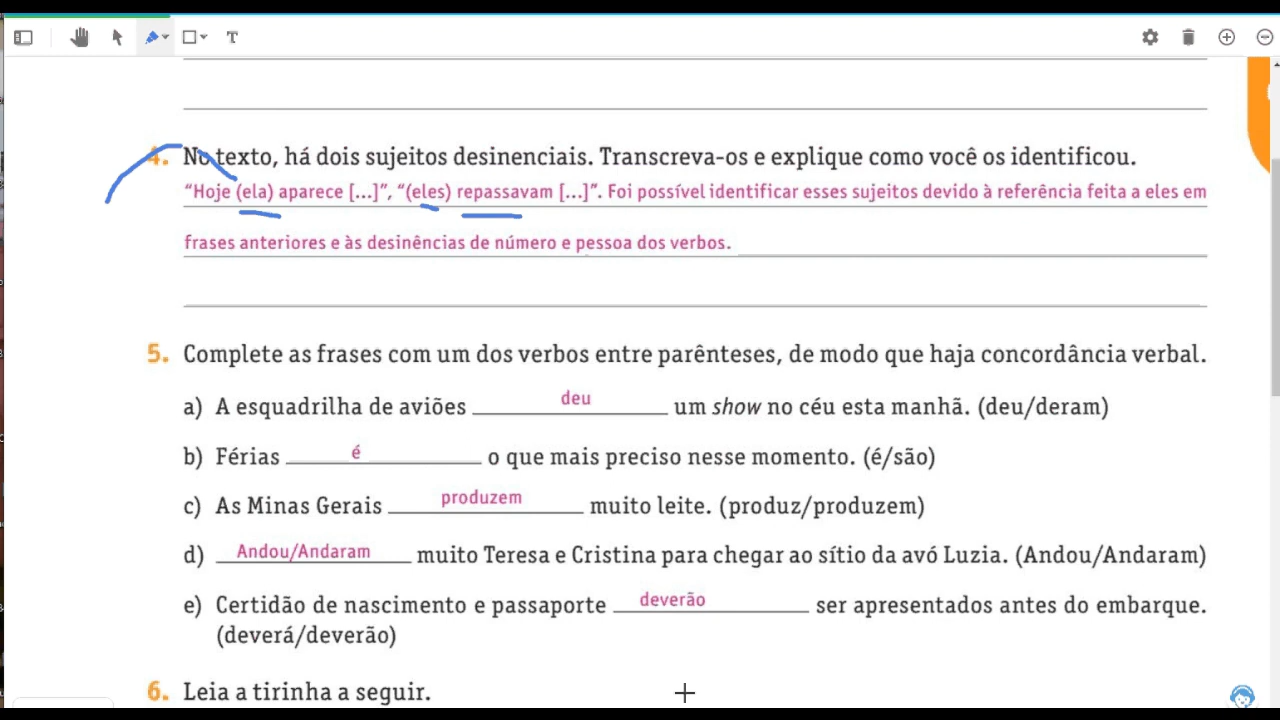 4. No texto, há dois sujeitos desinenciais. Transcreva-os e explique como você os identificou.
“Hoje (ela) aparece [...]”, “(eles) repassavam [...]”. Foi possível identificar esses sujeitos devido à referência feita a eles em
frases anteriores e às desinências de número e pessoa dos verbos.
5. Complete as frases com um dos verbos entre parênteses, de modo que haja concordância verbal.
a) A esquadrilha de aviões deu um show no céu esta manhã. (deu/deram)
b) Férias é o que mais preciso nesse momento. (é/são)
c) As Minas Gerais produzem muito leite. (produz/produzem)
d) Andou/Andaram muito Teresa e Cristina para chegar ao sítio da avó Luzia. (Andou/Andaram)
e) Certidão de nascimento e passaporte deverão ser apresentados antes do embarque.
(deverá/deverão)
6. Leia a tirinha a seguir.